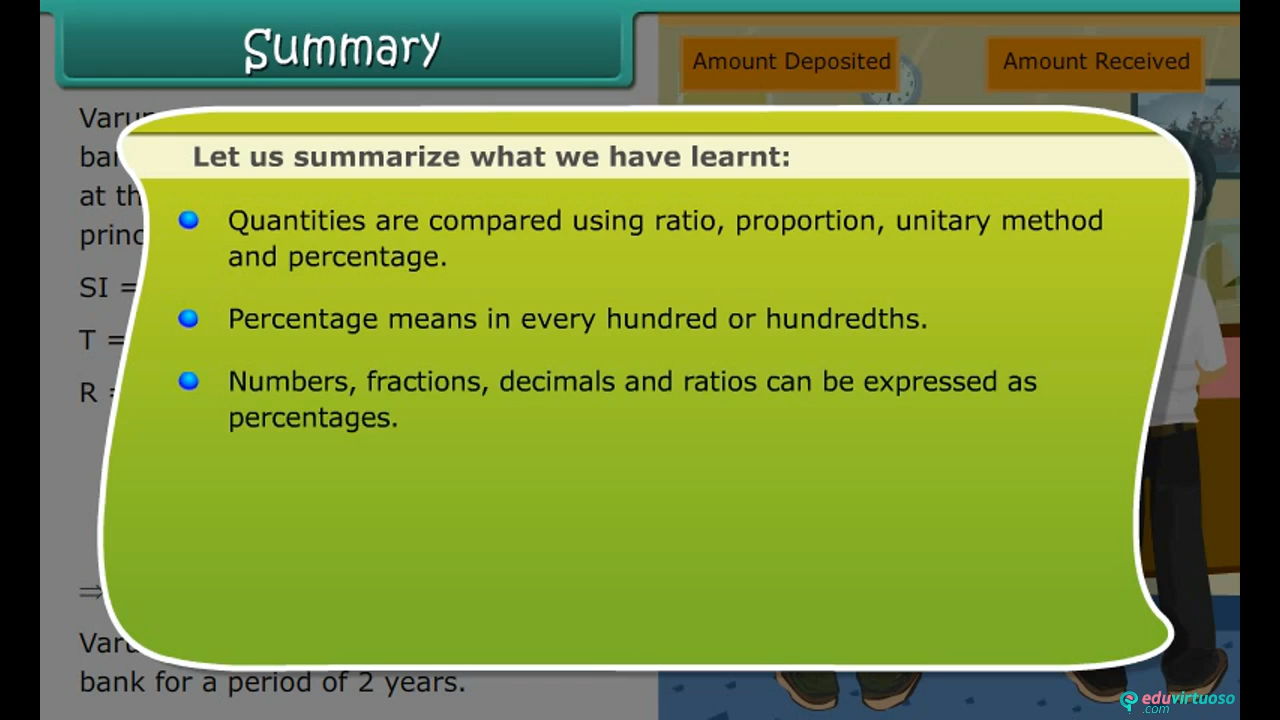 Summary
Amount Deposited
Amount Received
Let us summarize what we have learnt:
Quantities are compared using ratio, proportion, unitary method
and percentage.
Percentage means in every hundred or hundredths.
Numbers, fractions, decimals and ratios can be expressed as
percentages.
at
SI =
T =
R
⇒
bank for a period of 2 years.
eduvirtuoso
.com